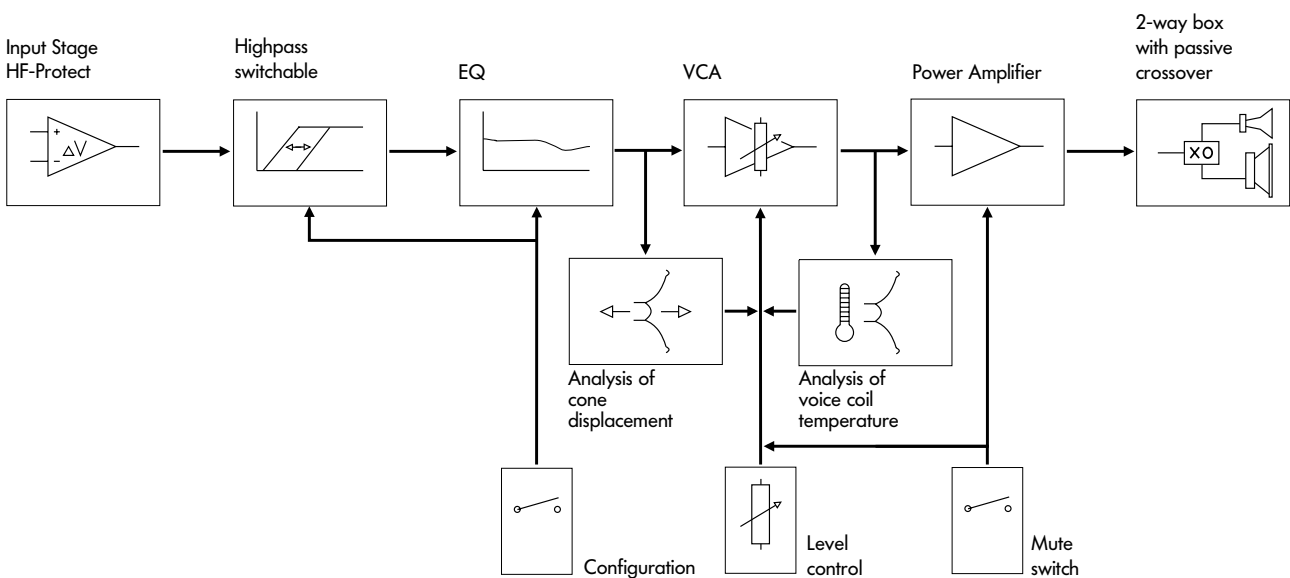 Input Stage
HF-Protect
Highpass
switchable
EQ
VCA
Power Amplifier
2-way box
with passive
crossover
+
−
ΔV
XO
Analysis of
cone
displacement
Analysis of
voice coil
temperature
Configuration
Level
control
Mute
switch